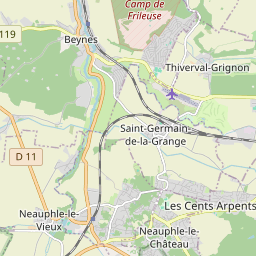 Camp de
Frileuse
119
Beynes
Thiverval-Grignon
Saint-Germain-
de-la-Grange
D 11
Les Cents Arpents
Neauphle-le-
Vieux
Neauphle-le-
Château